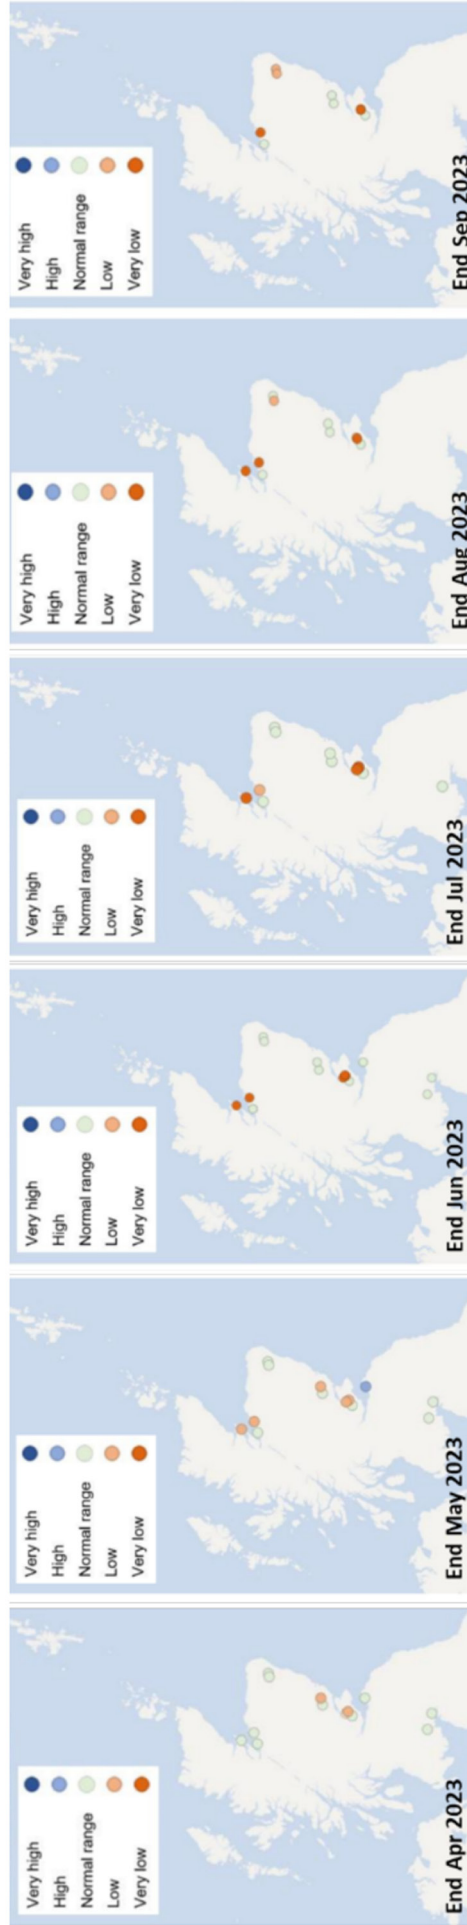 Very high
High
Normal range
Low
Very low
End Apr 2023
Very high
High
Normal range
Low
Very low
End May 2023
Very high
High
Normal range
Low
Very low
End Jun 2023
Very high
High
Normal range
Low
Very low
End Jul 2023
Very high
High
Normal range
Low
Very low
End Aug 2023
Very high
High
Normal range
Low
Very low
End Sep 2023